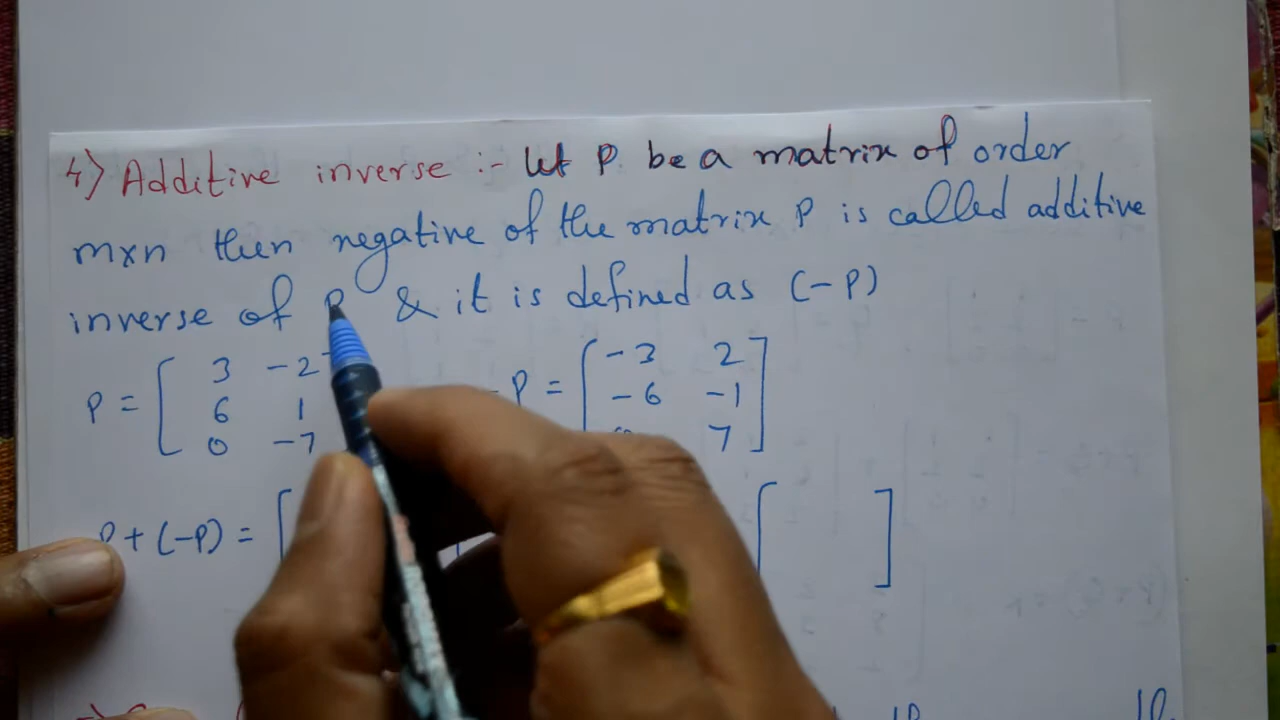 4) Additive inverse :- Let P be a matrix of order
m×n then negative of the matrix P is called additive
inverse of P & it is defined as (-P)
P = [ 3 -2 -P = [ -3 2 ]
6 1 -6 -1
0 -7 7
P + (-P) = [ [ ]